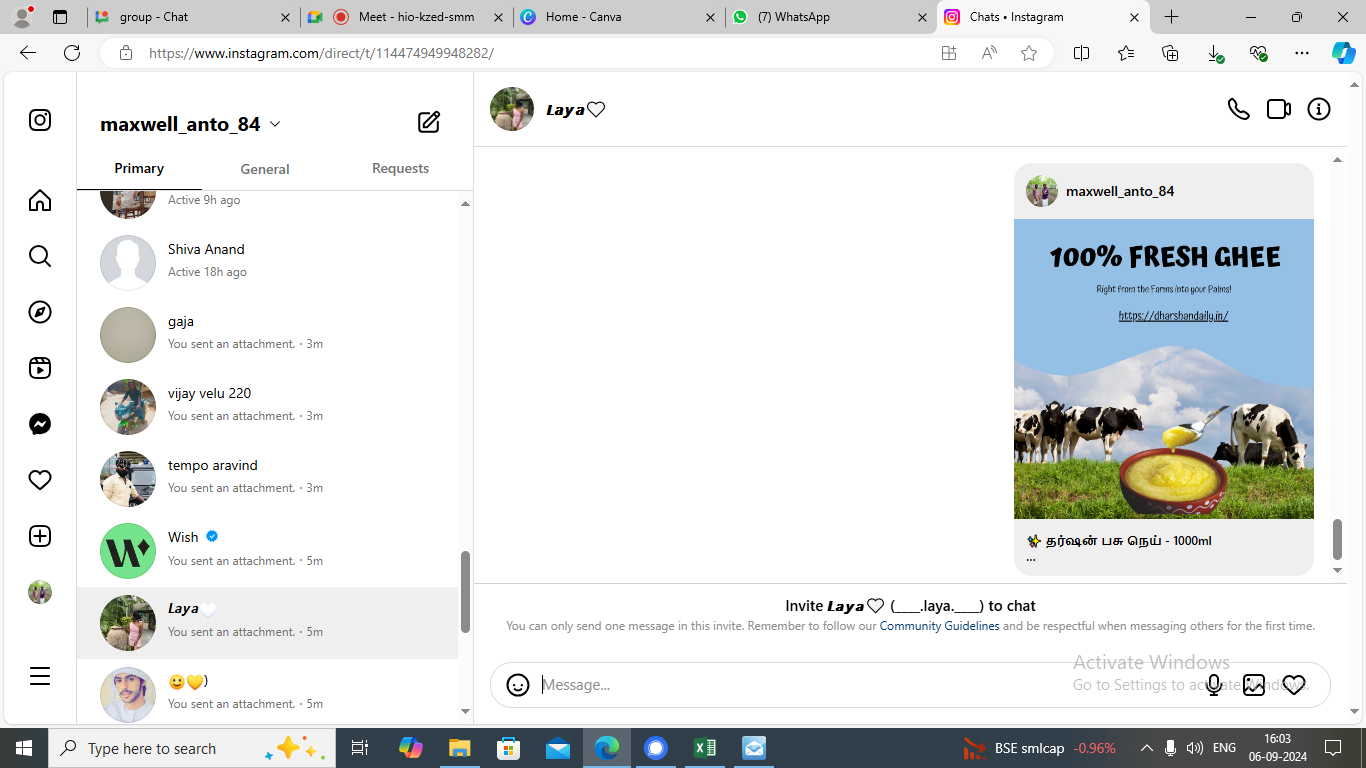 group - Chat
Meet - hio-kzed-smm
Home - Canva
(7) WhatsApp
Chats • Instagram
https://www.instagram.com/direct/t/114474949948282/
maxwell_anto_84
Primary
General
Requests
Active 9h ago
Shiva Anand
Active 18h ago
gaja
You sent an attachment. · 3m
vijay velu 220
You sent an attachment. · 3m
tempo aravind
You sent an attachment. · 3m
Wish
You sent an attachment. · 5m
𝑳𝒂𝒚𝒂🤍
You sent an attachment. · 5m
🙂💛)
You sent an attachment. · 5m
𝑳𝒂𝒚𝒂🤍
maxwell_anto_84
100% FRESH GHEE
Right from the Farms into your Palms!
https://dharshandaily.in/
✨ தர்ஷன் பசு நெய் - 1000ml
...
Invite 𝑳𝒂𝒚𝒂🤍 (____.laya.____) to chat
You can only send one message in this invite. Remember to follow our Community Guidelines and be respectful when messaging others for the first time.
Message...
Activate Windows
Go to Settings to activate Windows.
Type here to search
BSE smlcap -0.96%
ENG
16:03
06-09-2024